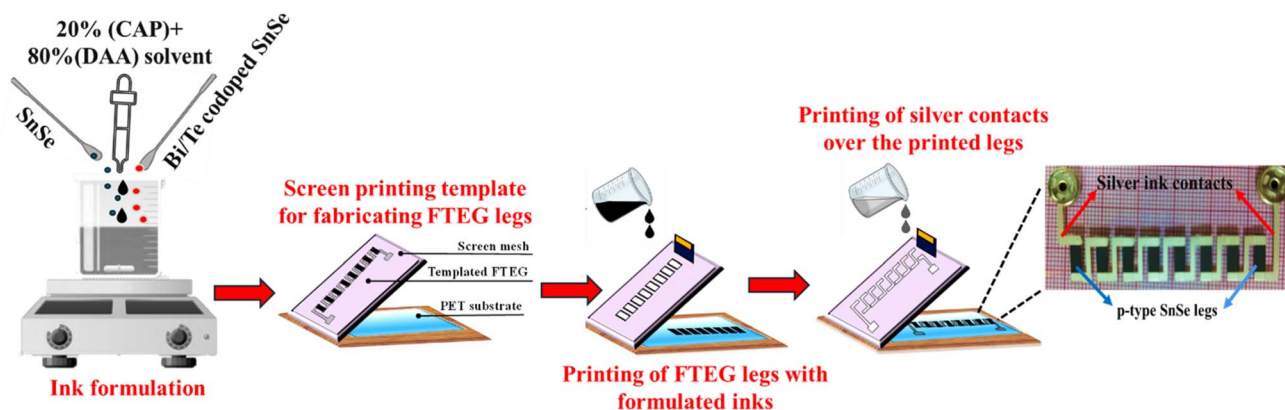 20% (CAP)+
80%(DAA) solvent
SnSe
Bi/Te codoped SnSe
Ink formulation
Screen printing template
for fabricating FTEG legs
Screen mesh
Templated FTEG
PET substrate
Printing of FTEG legs with
formulated inks
Printing of silver contacts
over the printed legs
Silver ink contacts
p-type SnSe legs